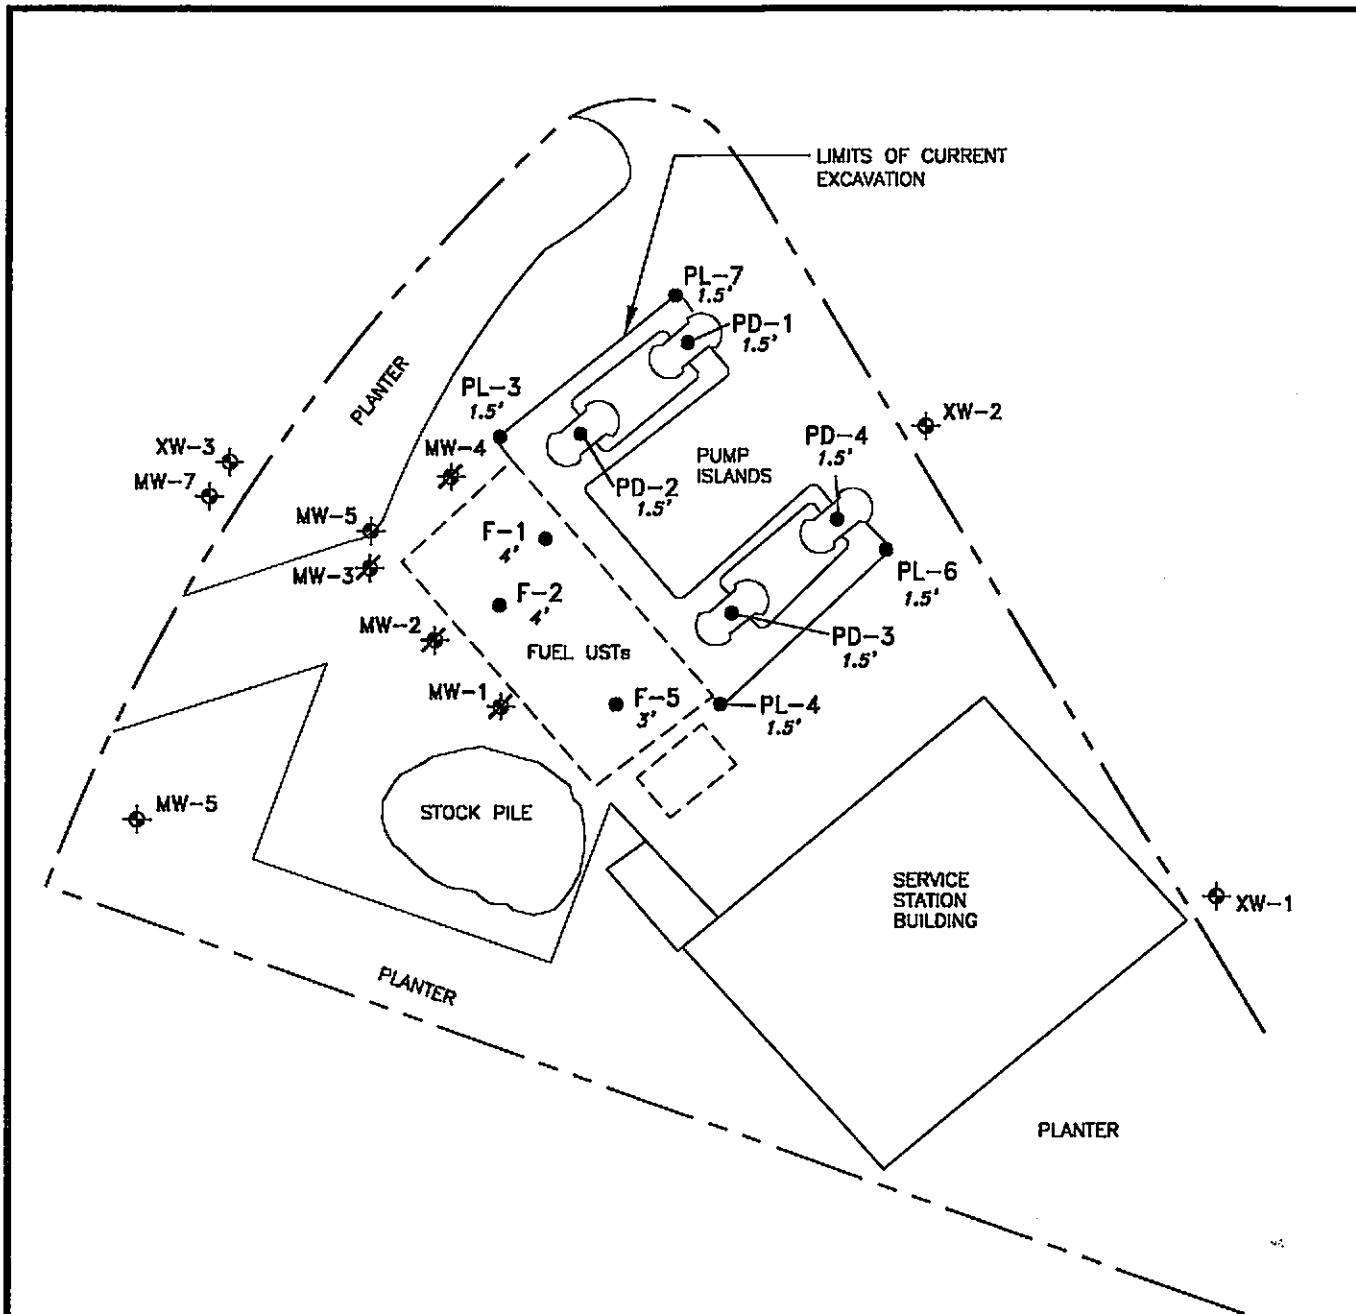 LIMITS OF CURRENT
EXCAVATION
PL-7
1.5'
PD-1
1.5'
PLANTER
PL-3
1.5'
XW-2
PD-4
1.5'
MW-4
XW-3
PUMP
ISLANDS
MW-7
PD-2
1.5'
MW-5
F-1
4'
MW-3
PL-6
1.5'
F-2
4'
MW-2
PD-3
1.5'
FUEL USTs
MW-1
F-5
3'
PL-4
1.5'
MW-5
STOCK PILE
SERVICE
STATION
BUILDING
XW-1
PLANTER
PLANTER